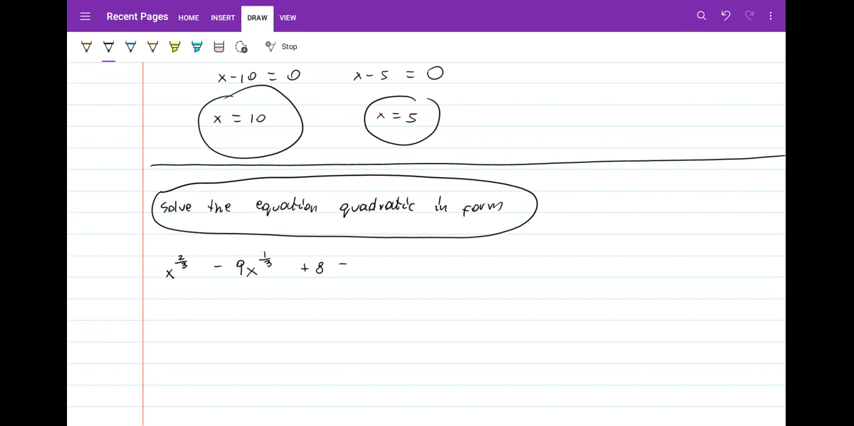 Recent Pages HOME INSERT DRAW VIEW
Stop
x - 10 = 0 x - 5 = 0
x = 10 x = 5
Solve the equation quadratic in form
x^{2/3} - 9x^{1/3} + 8 -